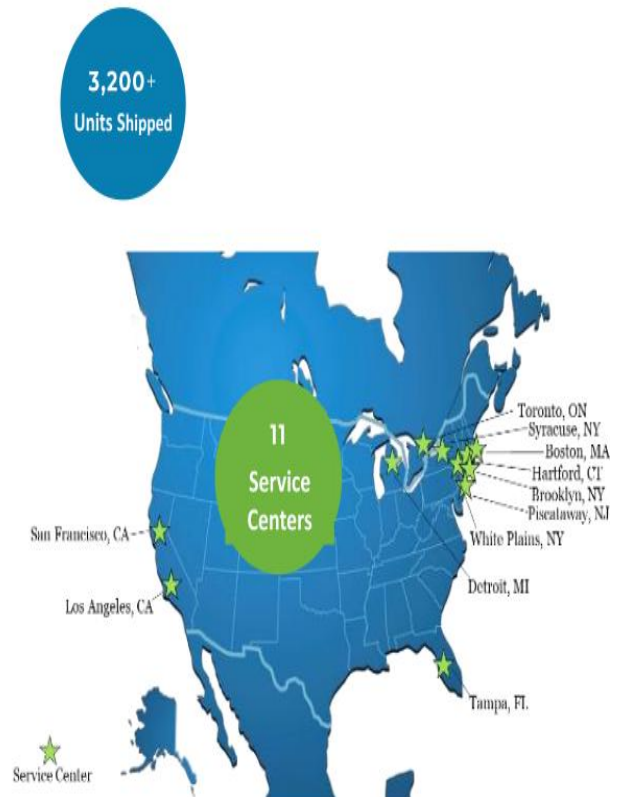 3,200+
Units Shipped
11
Service
Centers
Toronto, ON
Syracuse, NY
Boston, MA
Hartford, CT
Brooklyn, NY
Piscataway, NJ
White Plains, NY
San Francisco, CA
Detroit, MI
Los Angeles, CA
Tampa, FL.
Service Center